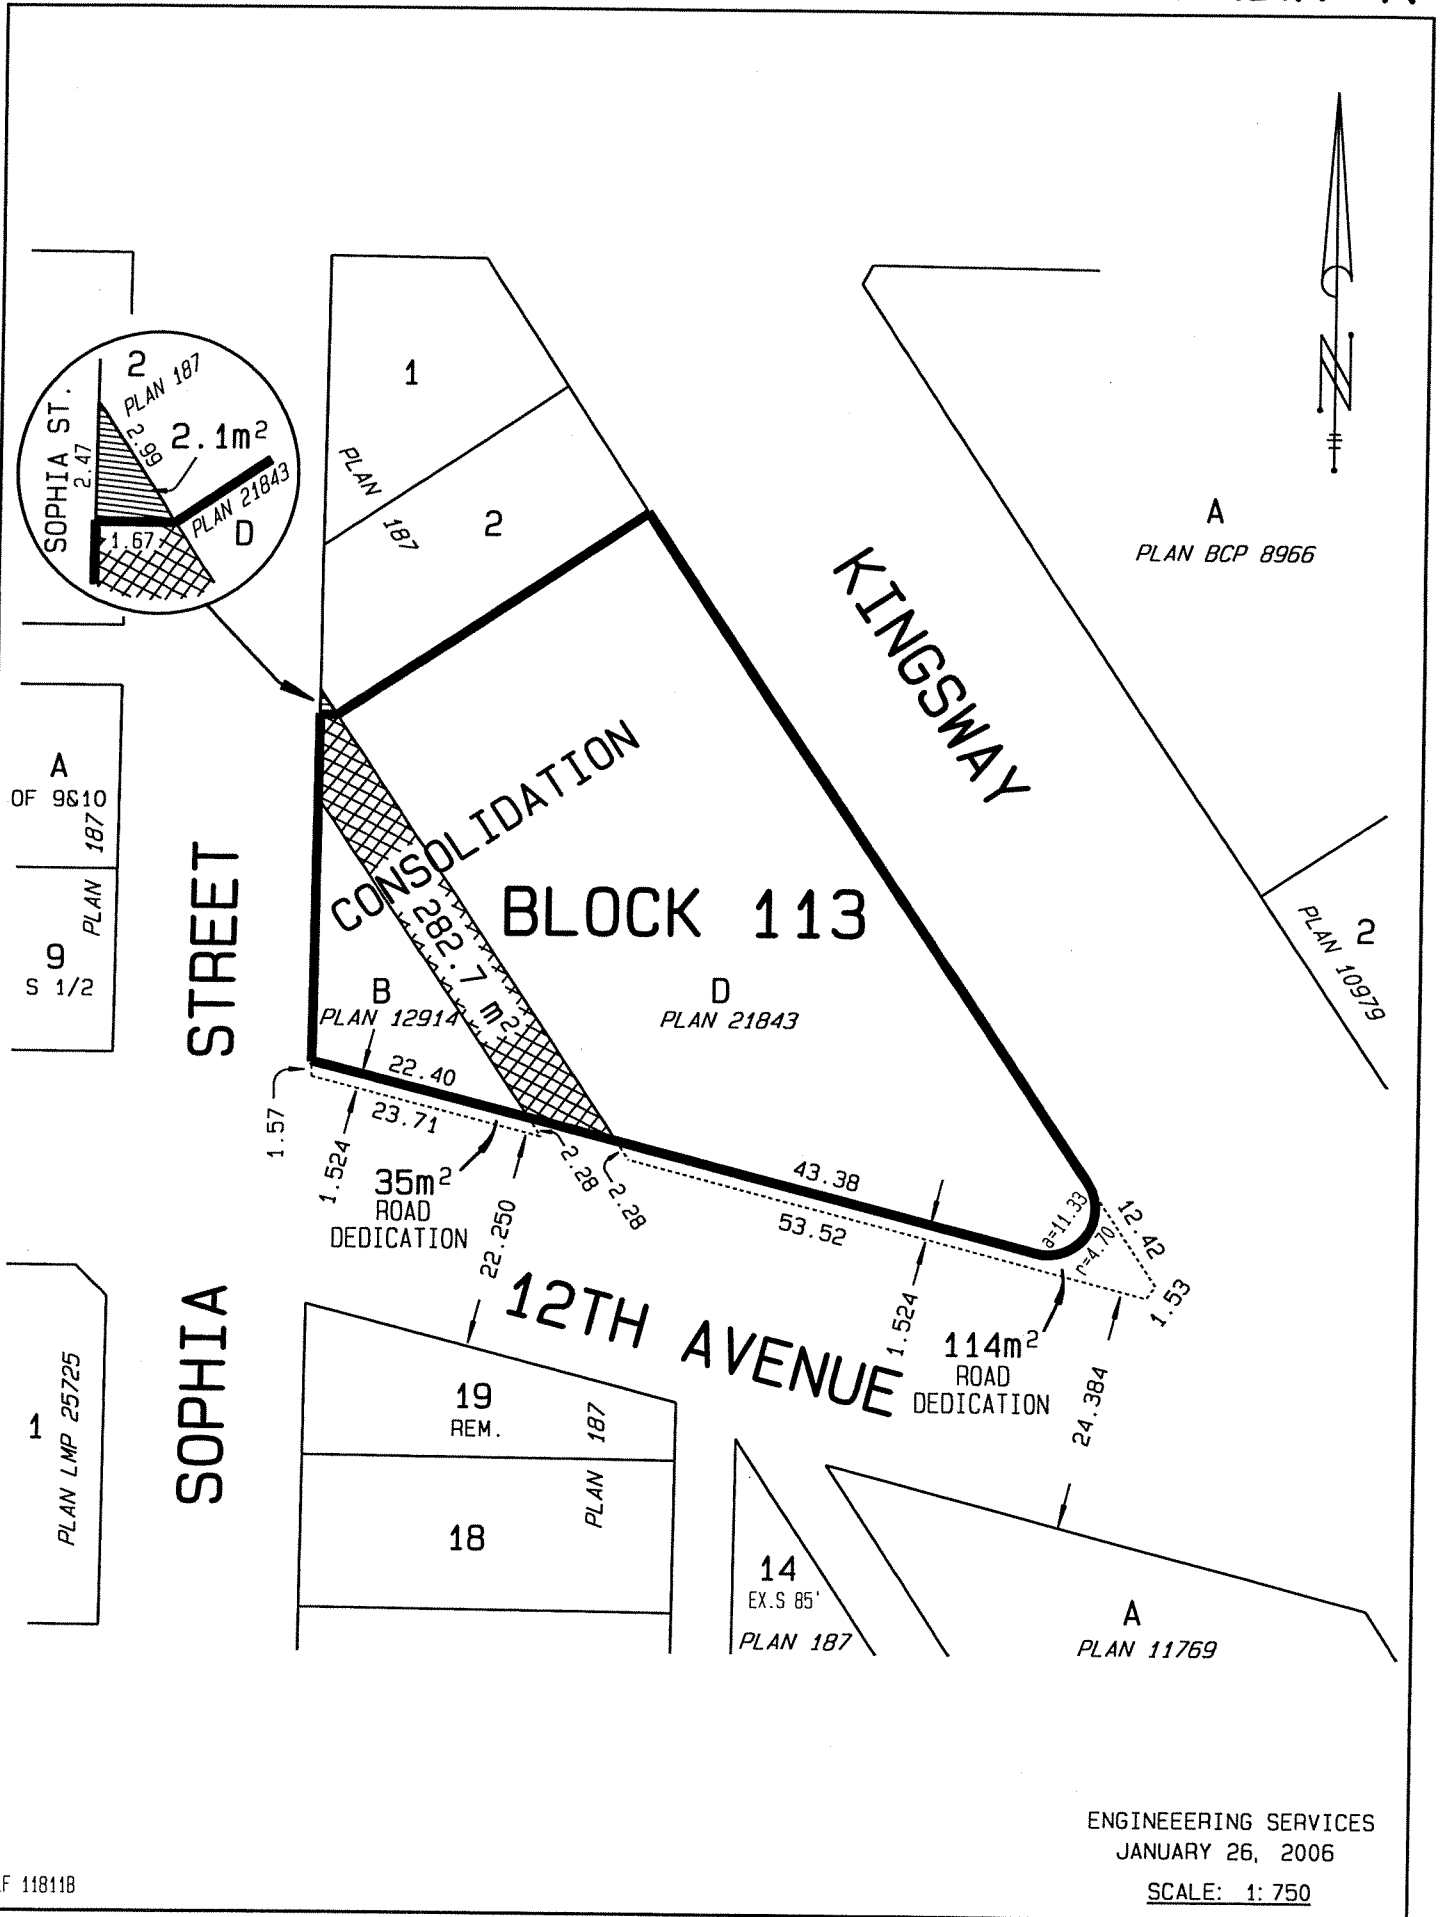 2
PLAN 187
SOPHIA ST.
2.47
2.99
2.1m²
PLAN 21843
1.67
D
1
PLAN 187
2
A
PLAN BCP 8966
KINGSWAY
A
OF 9&10
PLAN 187
9
S 1/2
CONSOLIDATION
282.7 m²
BLOCK 113
2
PLAN 10979
B
PLAN 12914
D
PLAN 21843
SOPHIA STREET
22.40
23.71
1.57
1.524
35m²
ROAD
DEDICATION
22.250
2.28
2.28
43.38
53.52
a=11.33
r=4.70
12.42
1.53
1.524
114m²
ROAD
DEDICATION
24.384
12TH AVENUE
1
PLAN LMP 25725
19
REM.
PLAN 187
18
14
EX.S 85'
PLAN 187
A
PLAN 11769
ENGINEEERING SERVICES
JANUARY 26, 2006
SCALE: 1:750
F 11811B